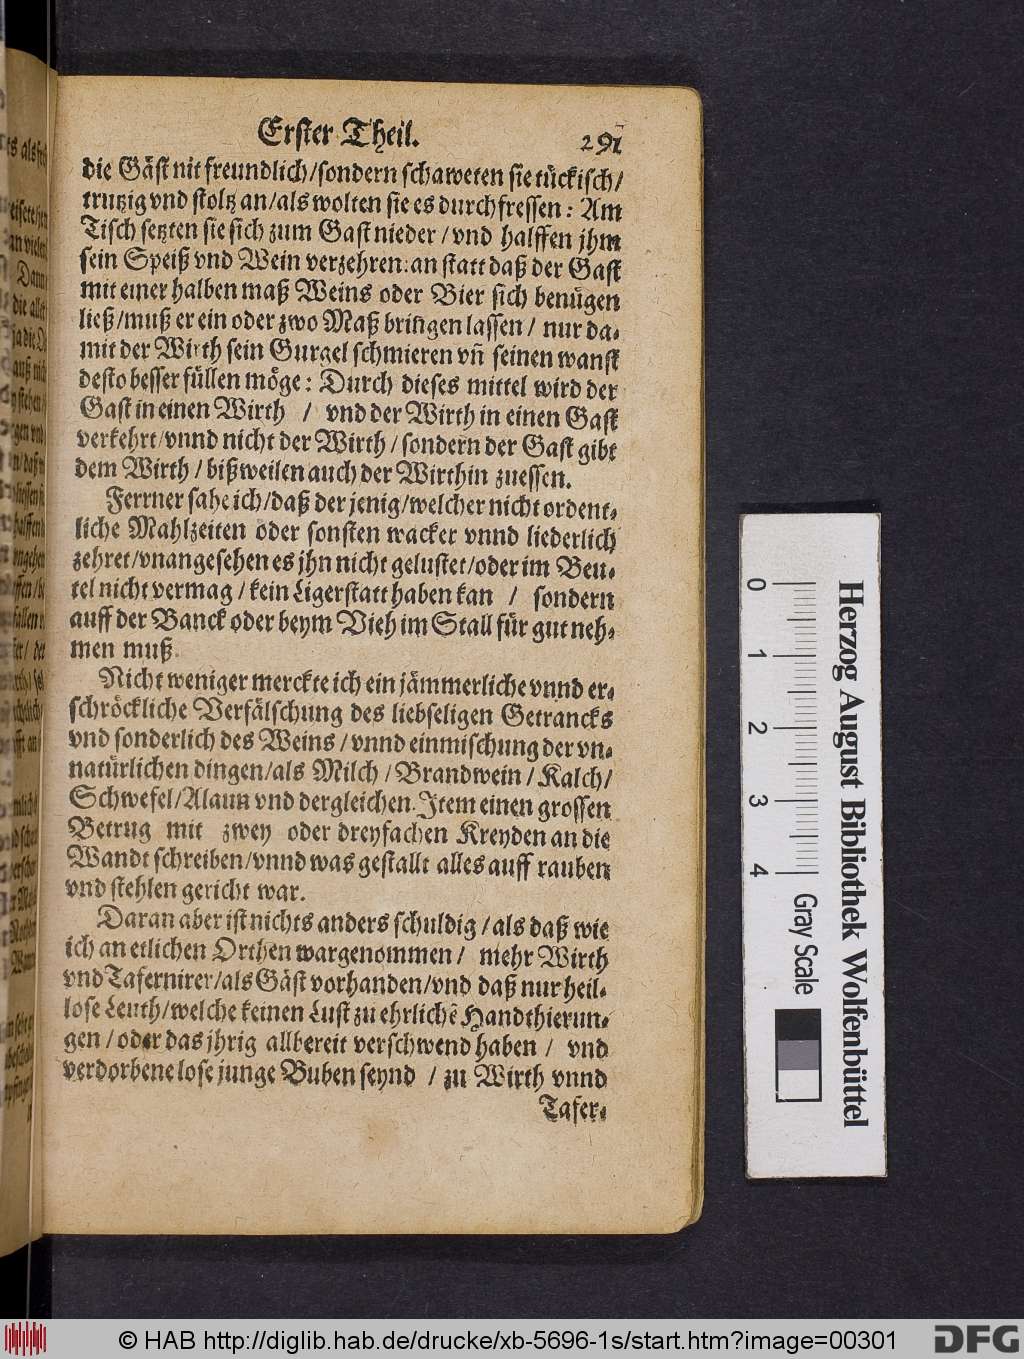 Erster Theil. 291
die Gäst nit freundlich/sondern schaweten sie tückisch/
trutzig vnd stoltz an/als wolten sie es durchfressen: Am
Tisch setzten sie sich zum Gast nieder/vnd halffen jhm
sein Speiß vnd Wein verzehren: an statt daß der Gast
mit einer halben maß Weins oder Bier sich benügen
ließ/muß er ein oder zwo Maß bringen lassen/ nur da-
mit der Wirth sein Gurgel schmieren vñ seinen wanst
desto besser füllen möge: Durch dieses mittel wird der
Gast in einen Wirth / vnd der Wirth in einen Gast
verkehrt/vnnd nicht der Wirth/sondern der Gast gibt
dem Wirth/bißweilen auch der Wirthin zuessen.
Ferrner sahe ich/daß der jenig/welcher nicht ordent-
liche Mahlzeiten oder sonsten wacker vnnd liederlich
zehret/vnangesehen es jhn nicht gelustet/oder im Beu-
tel nicht vermag/kein Ligerstatt haben kan / sondern
auff der Banck oder beym Vieh im Stall für gut neh-
men muß.
Nicht weniger merckte ich ein jämmerliche vnnd er-
schröckliche Verfälschung des liebseligen Getrancks
vnd sonderlich des Weins/vnnd einmischung der vn-
natürlichen dingen/als Milch/Brandwein/Kalch/
Schwefel/Alaun vnd dergleichen. Item einen grossen
Betrug mit zwey oder dreyfachen Kreyden an die
Wandt schreiben/vnnd was gestallt alles auff rauben
vnd stehlen gericht war.
Daran aber ist nichts anders schuldig/als daß wie
ich an etlichen Orthen wargenommen/ mehr Wirth
vnd Tafernirer/als Gäst vorhanden/vnd daß nur heil-
lose Leuth/welche keinen Lust zu ehrlichẽ Handthierun-
gen/oder das jhrig allbereit verschwend haben / vnd
verdorbene lose junge Buben seynd / zu Wirth vnnd
Tafer-
0 1 2 3 4
Herzog August Bibliothek Wolfenbüttel
Gray Scale
© HAB http://diglib.hab.de/drucke/xb-5696-1s/start.htm?image=00301
DFG